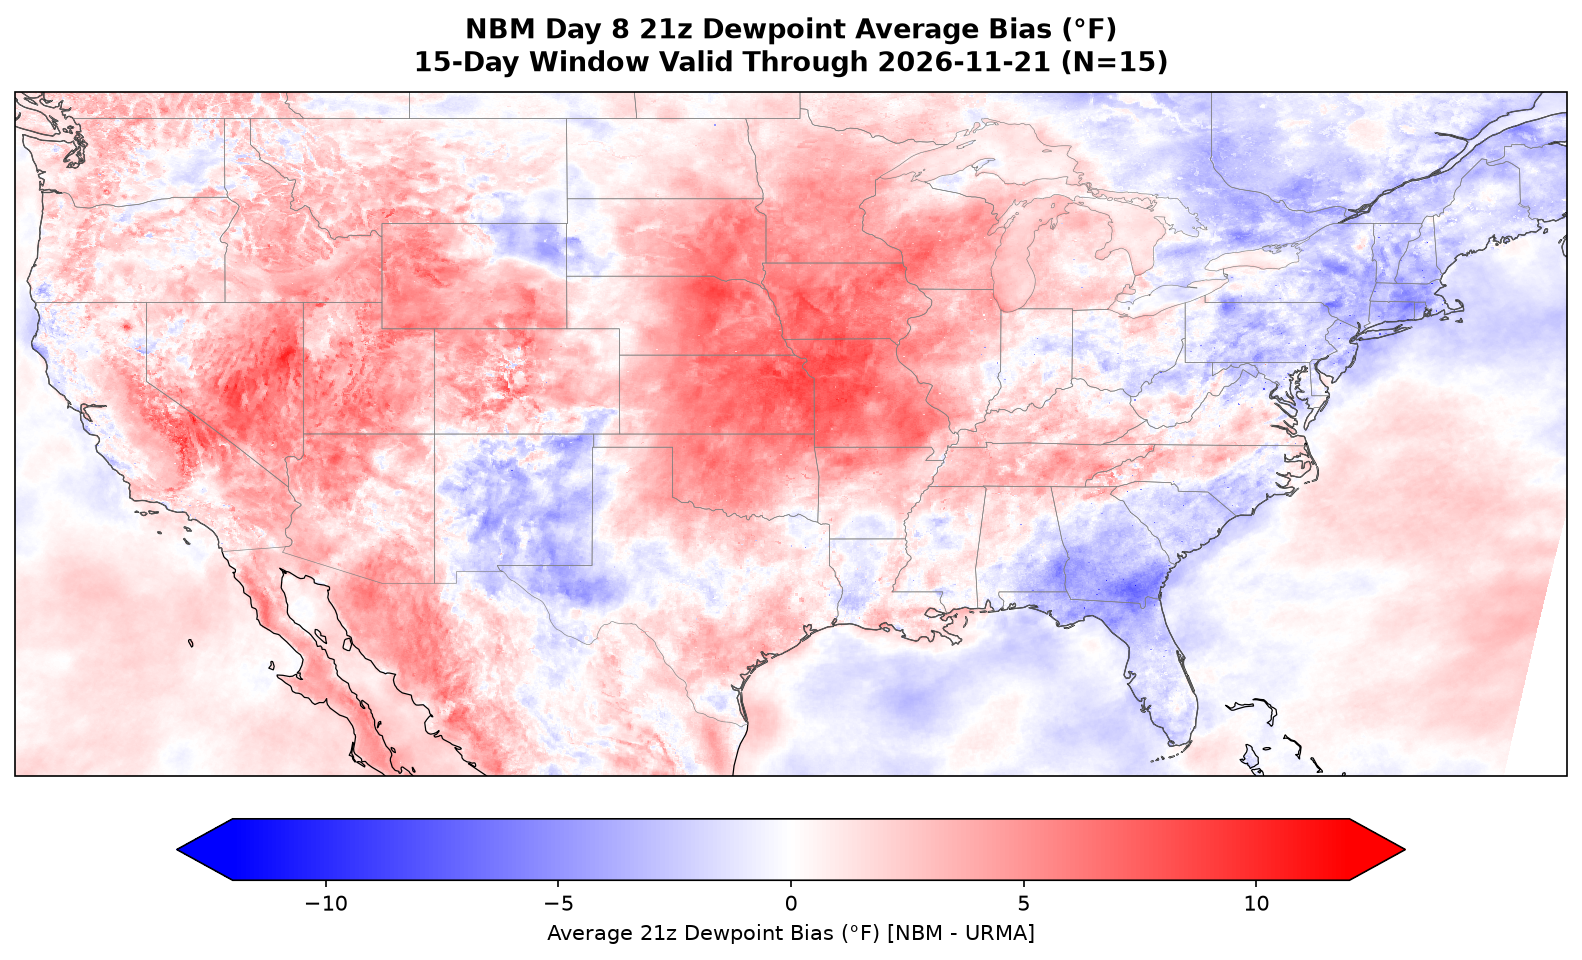 NBM Day 8 21z Dewpoint Average Bias (°F)
15-Day Window Valid Through 2026-11-21 (N=15)
−10 −5 0 5 10
Average 21z Dewpoint Bias (°F) [NBM - URMA]